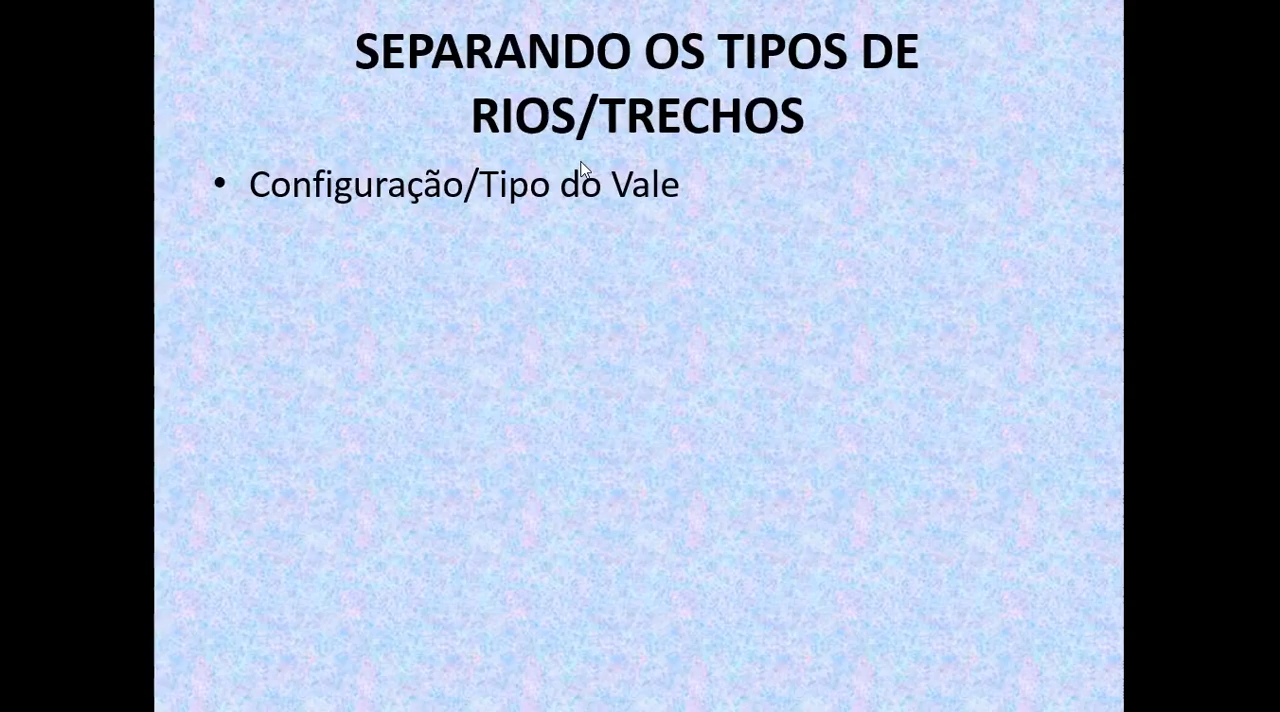 SEPARANDO OS TIPOS DE
RIOS/TRECHOS
• Configuração/Tipo do Vale